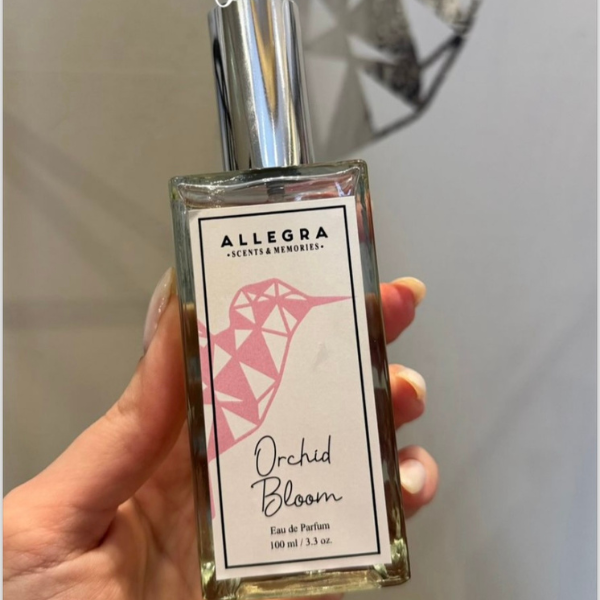 ALLEGRA
•SCENTS & MEMORIES•
Orchid
Bloom
Eau de Parfum
100 ml / 3.3 oz.